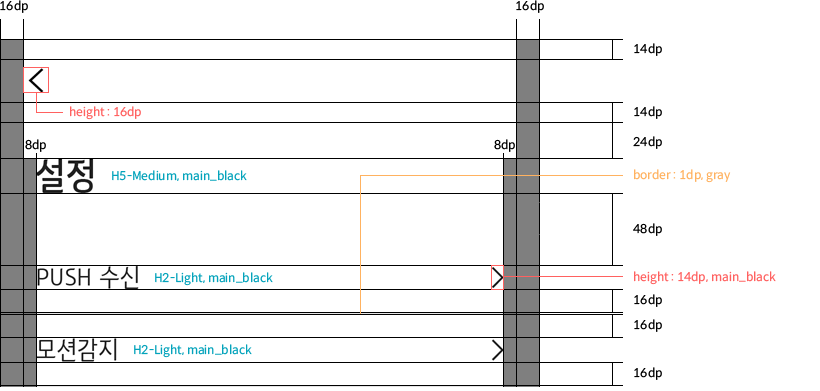 16dp
16dp
14dp
height: 16dp
14dp
24dp
8dp
8dp
설정
H5-Medium, main_black
border: 1dp, gray
48dp
PUSH 수신
H2-Light, main_black
height: 14dp, main_black
16dp
16dp
모션감지
H2-Light, main_black
16dp